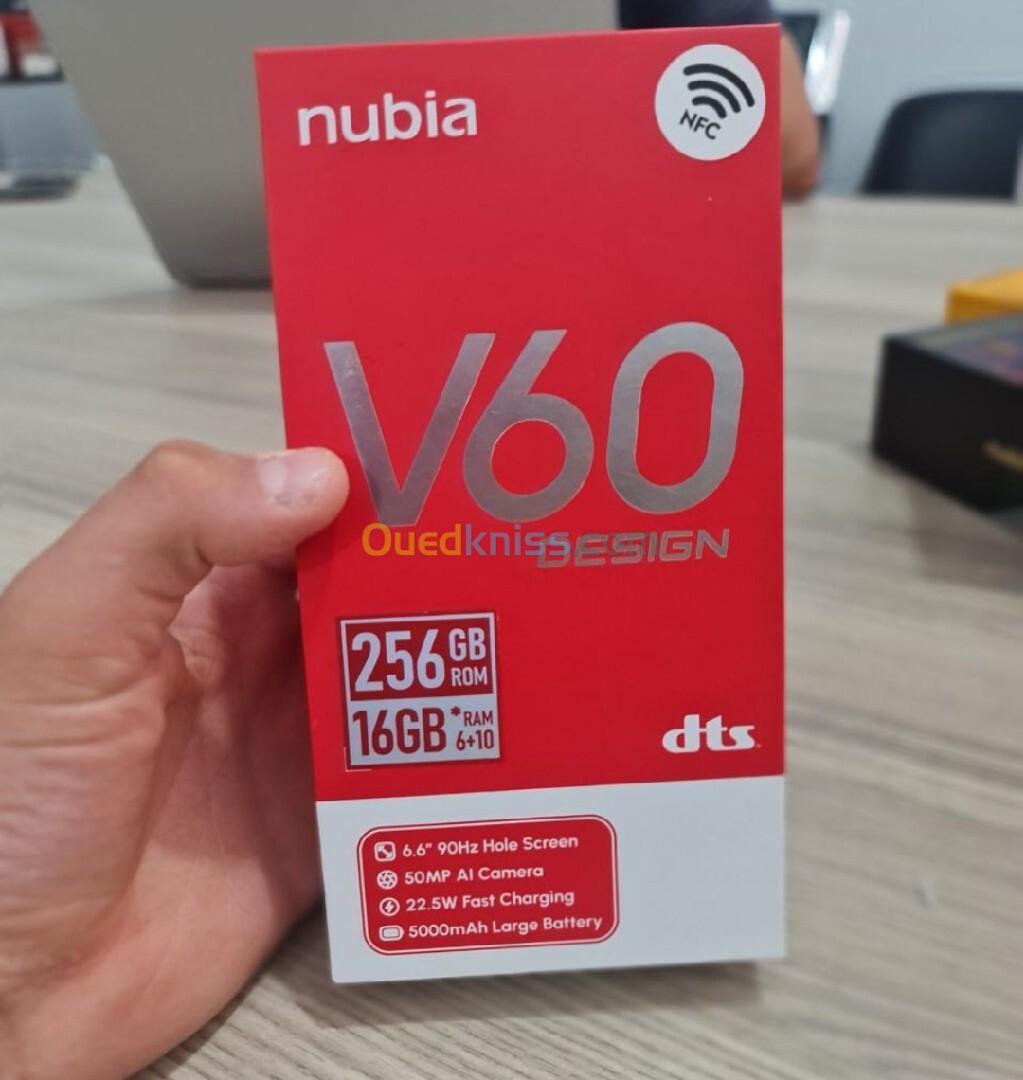 nubia
NFC
V60
Ouedkniss
DESIGN
256 GB ROM
16GB* RAM 6+10
dts
6.6" 90Hz Hole Screen
50MP AI Camera
22.5W Fast Charging
5000mAh Large Battery